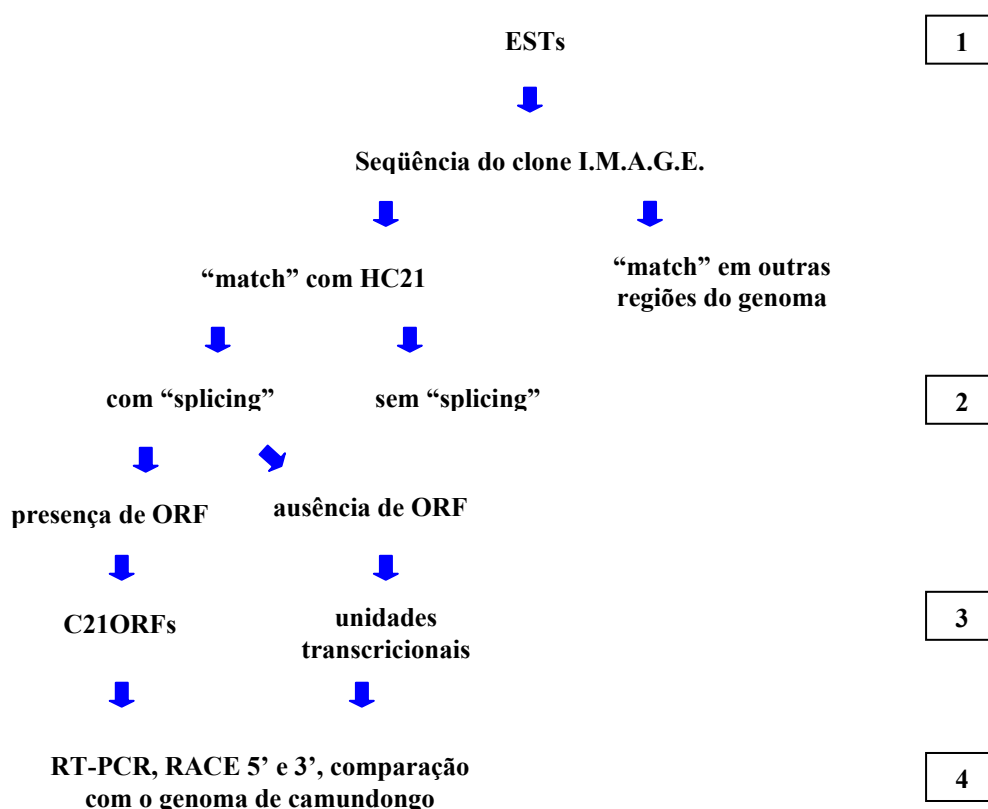 ESTs
1
Seqüência do clone I.M.A.G.E.
“match” com HC21
“match” em outras
regiões do genoma
com “splicing”
sem “splicing”
2
presença de ORF
ausência de ORF
C21ORFs
unidades
transcricionais
3
RT-PCR, RACE 5’ e 3’, comparação
com o genoma de camundongo
4